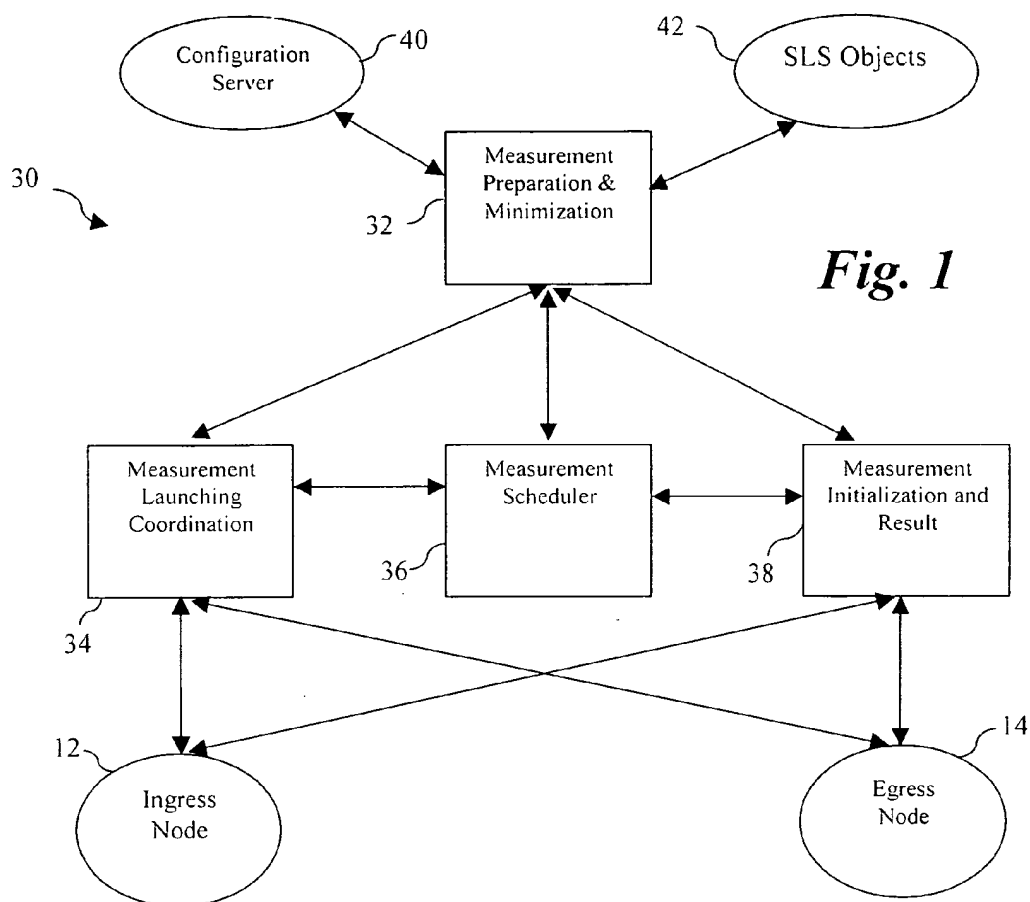 40
Configuration
Server
42
SLS Objects
30
Measurement
Preparation &
Minimization
32
Fig. 1
Measurement
Launching
Coordination
34
Measurement
Scheduler
36
Measurement
Initialization and
Result
38
12
Ingress
Node
14
Egress
Node